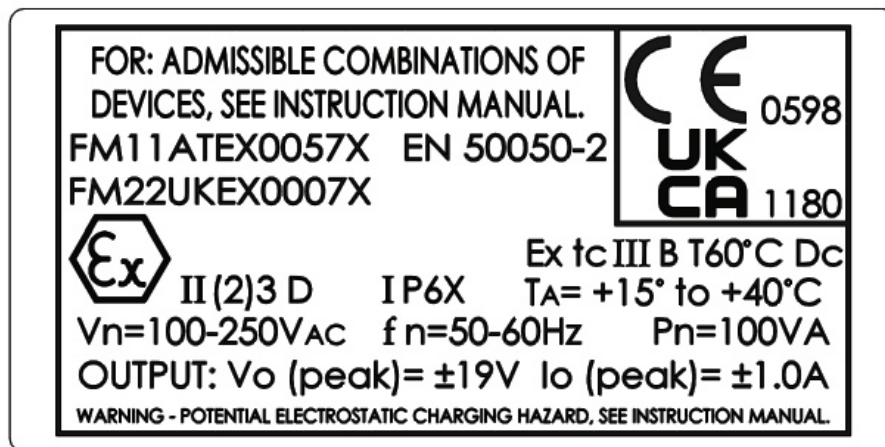 FOR: ADMISSIBLE COMBINATIONS OF
DEVICES, SEE INSTRUCTION MANUAL.
CE 0598
FM11ATEX0057X EN 50050-2
UK
CA 1180
FM22UKEX0007X
Ex tc III B T60°C Dc
Ex II (2)3 D IP6X TA= +15° to +40°C
Vn=100-250VAC fn=50-60Hz Pn=100VA
OUTPUT: Vo (peak)= ±19V Io (peak)= ±1.0A
WARNING - POTENTIAL ELECTROSTATIC CHARGING HAZARD, SEE INSTRUCTION MANUAL.